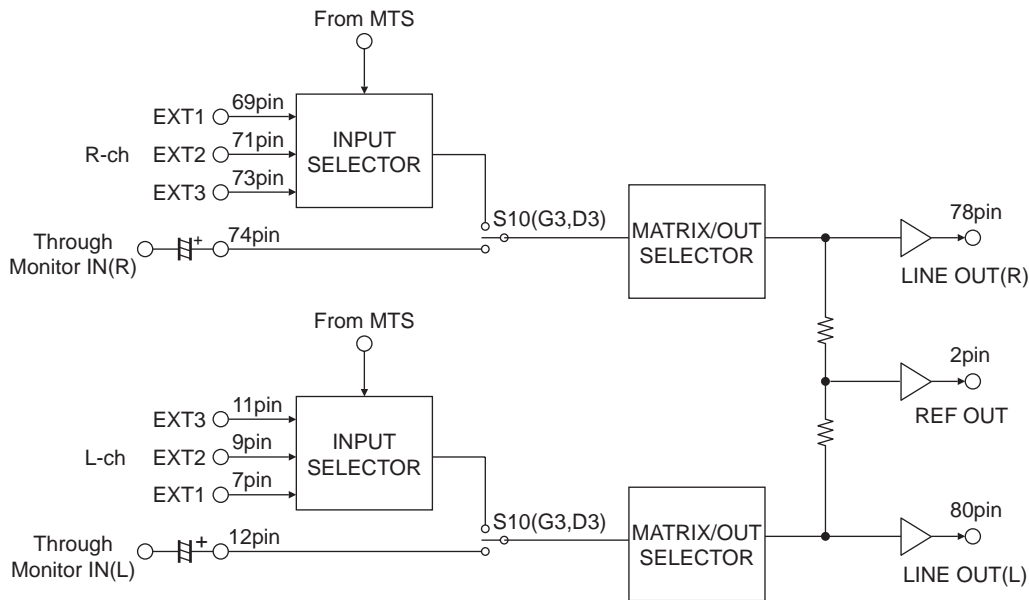 From MTS
EXT1 69pin
R-ch EXT2 71pin
EXT3 73pin
INPUT
SELECTOR
Through
Monitor IN(R)
+ 74pin
S10(G3,D3)
MATRIX/OUT
SELECTOR
78pin
LINE OUT(R)
From MTS
2pin
REF OUT
EXT3 11pin
L-ch EXT2 9pin
EXT1 7pin
INPUT
SELECTOR
Through
Monitor IN(L)
+ 12pin
S10(G3,D3)
MATRIX/OUT
SELECTOR
80pin
LINE OUT(L)